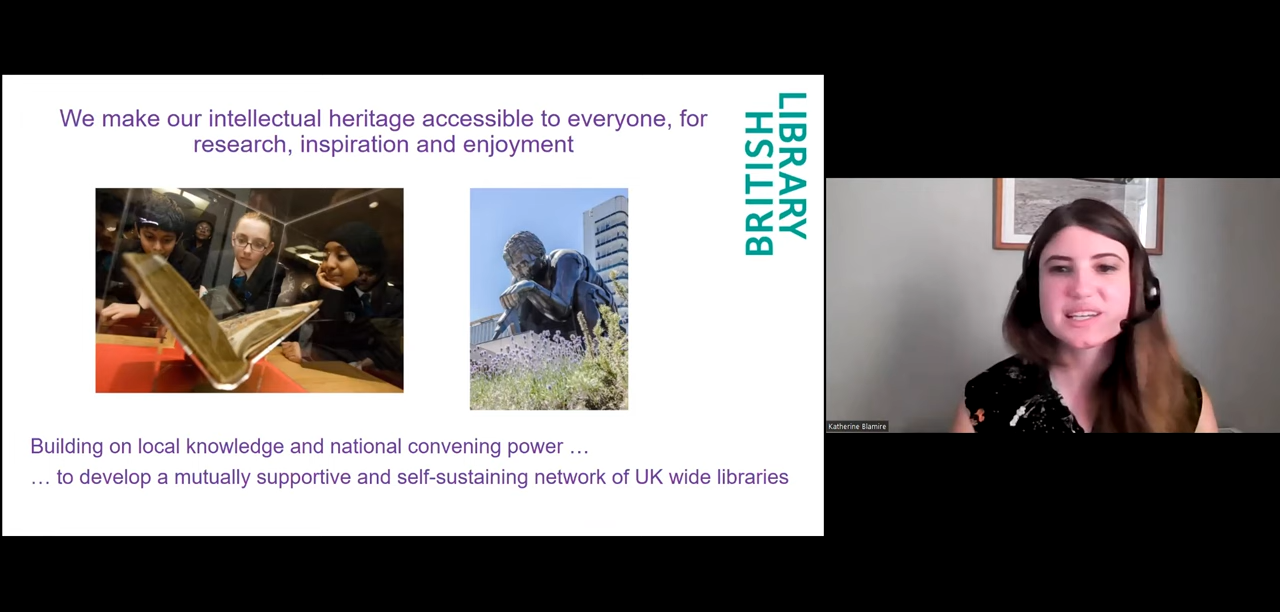 We make our intellectual heritage accessible to everyone, for
research, inspiration and enjoyment
BRITISH
LIBRARY
Building on local knowledge and national convening power …
… to develop a mutually supportive and self-sustaining network of UK wide libraries
Katherine Blamire